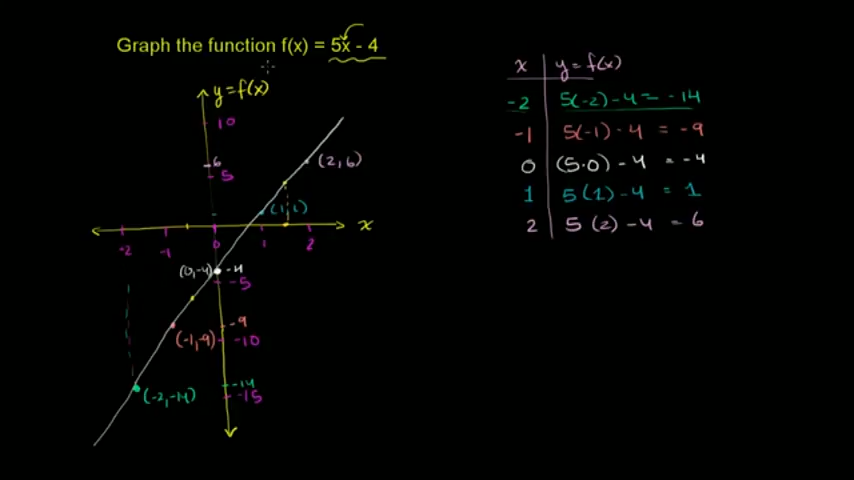 Graph the function f(x) = 5x - 4
x y = f(x)
-2 5(-2) - 4 = -14
-1 5(-1) - 4 = -9
0 (5·0) - 4 = -4
1 5(1) - 4 = 1
2 5(2) - 4 = 6
y = f(x)
10
6
5
(2,6)
(1,1)
x
-2 -1 0 1 2
(0,-4) -4
-5
-9
(-1,-9) -10
-14
(-2,-14) -15